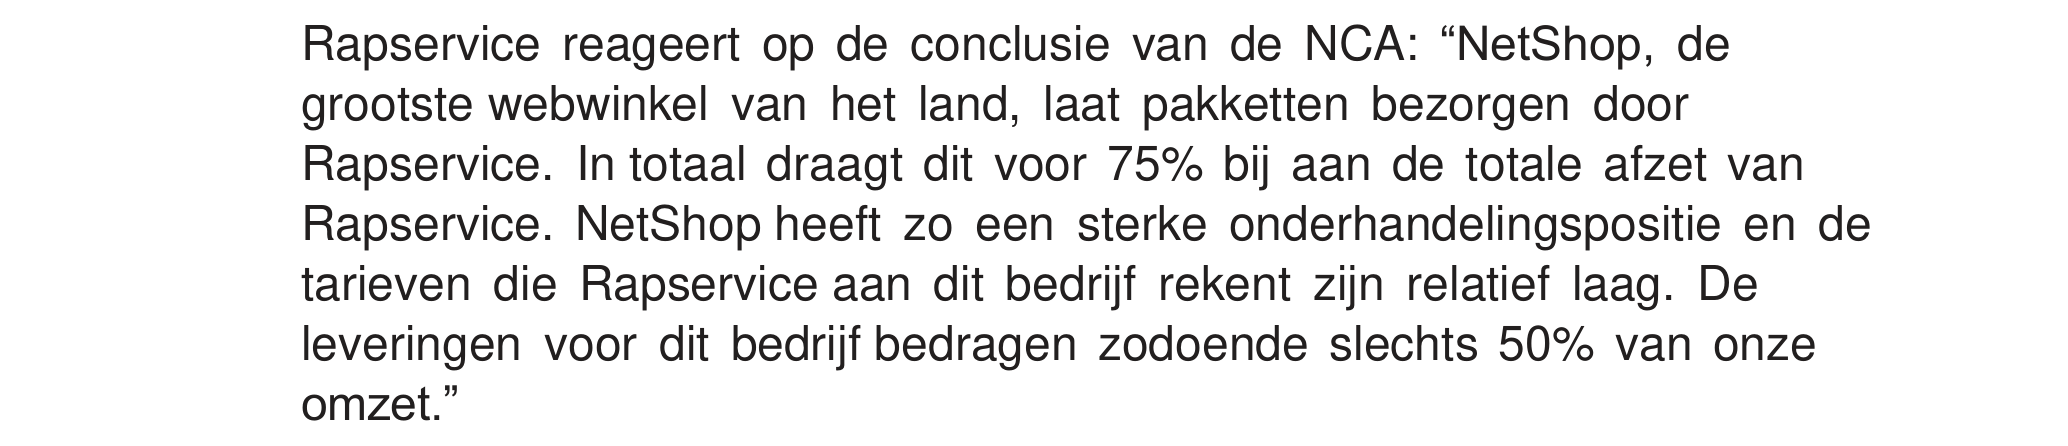 Rapservice reageert op de conclusie van de NCA: “NetShop, de
grootste webwinkel van het land, laat pakketten bezorgen door
Rapservice. In totaal draagt dit voor 75% bij aan de totale afzet van
Rapservice. NetShop heeft zo een sterke onderhandelingspositie en de
tarieven die Rapservice aan dit bedrijf rekent zijn relatief laag. De
leveringen voor dit bedrijf bedragen zodoende slechts 50% van onze
omzet.”